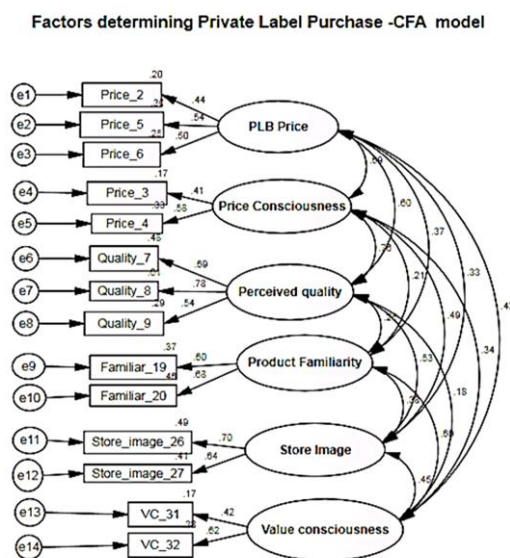 Factors determining Private Label Purchase -CFA model
.20
e1 Price_2 .44
e2 Price_5 .54 PLB Price
.25
e3 Price_6 .50
.17
e4 Price_3 .41 Price Consciousness
.33
e5 Price_4 .58
e6 Quality_7 .69
.61
e7 Quality_8 .78 Perceived quality
.29
e8 Quality_9 .54
.37
e9 Familiar_19 .60 Product Familiarity
e10 Familiar_20 .68
.49
e11 Store_image_26 .70 Store Image
.41
e12 Store_image_27 .64
.17
e13 VC_31 .42 Value consciousness
e14 VC_32 .62
.60
.37
.33
.21
.49
.34
.53
.18
.45